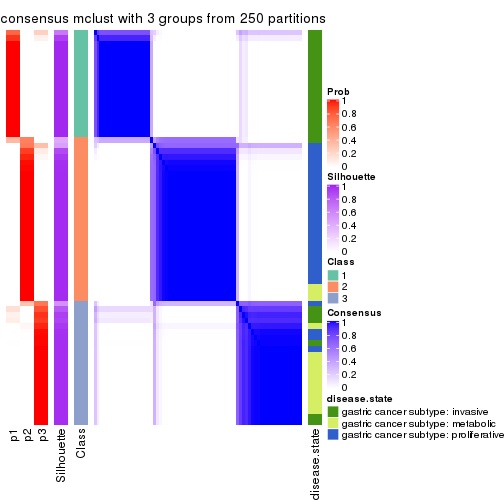 consensus mclust with 3 groups from 250 partitions
Prob
1
0.8
0.6
0.4
0.2
0
Silhouette
1
0.8
0.6
0.4
0.2
0
Class
1
2
3
Consensus
1
0.8
0.6
0.4
0.2
0
disease.state
gastric cancer subtype: invasive
gastric cancer subtype: metabolic
gastric cancer subtype: proliferative
p1
p2
p3
Silhouette
Class
disease.state